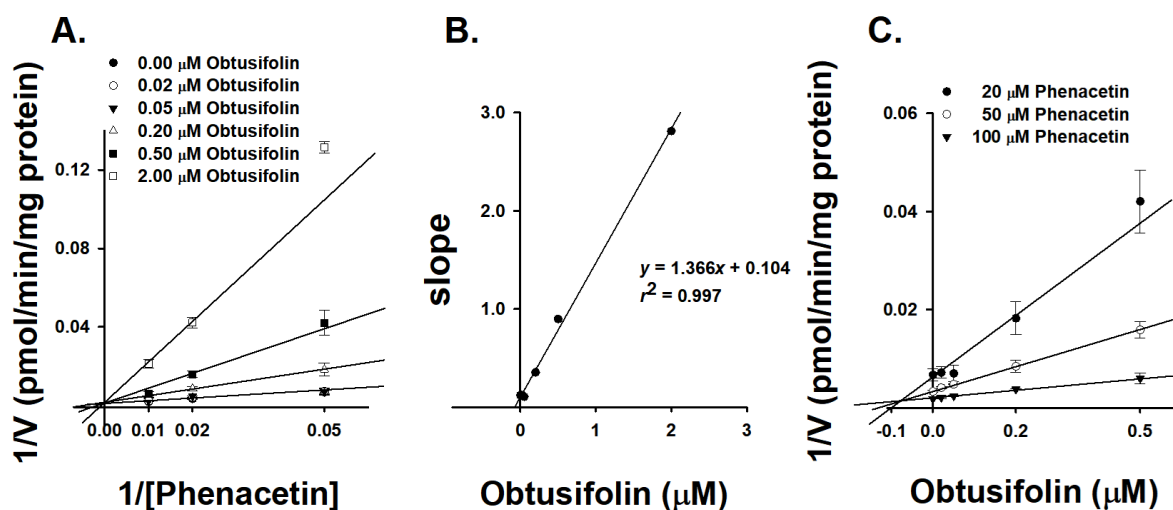 A.
1/V (pmol/min/mg protein)
0.00 μM Obtusifolin
0.02 μM Obtusifolin
0.05 μM Obtusifolin
0.20 μM Obtusifolin
0.50 μM Obtusifolin
2.00 μM Obtusifolin
0.12
0.08
0.04
0.00 0.01 0.02 0.05
1/[Phenacetin]
B.
slope
3.0
2.0
1.0
y = 1.366x + 0.104
r² = 0.997
0 1 2 3
Obtusifolin (μM)
C.
1/V (pmol/min/mg protein)
20 μM Phenacetin
50 μM Phenacetin
100 μM Phenacetin
0.06
0.04
0.02
-0.1 0.0 0.2 0.5
Obtusifolin (μM)